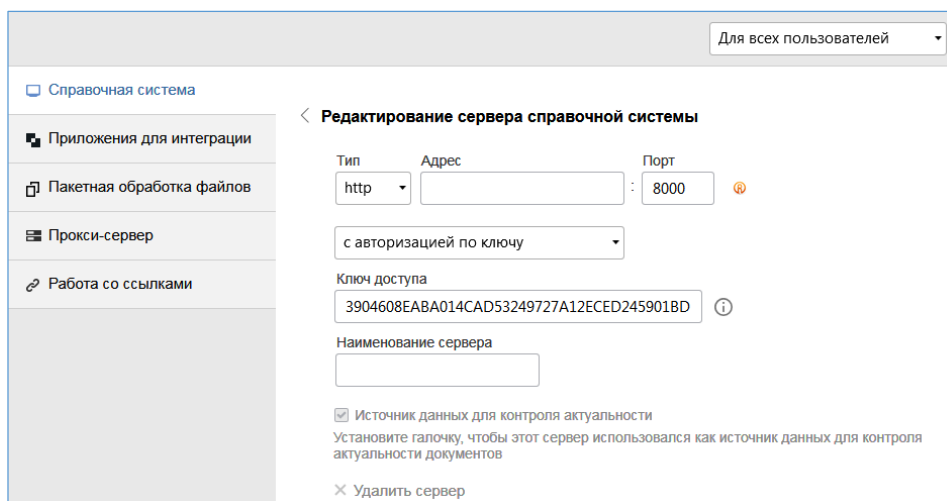 Для всех пользователей
Справочная система
Приложения для интеграции
Пакетная обработка файлов
Прокси-сервер
Работа со ссылками
Редактирование сервера справочной системы
Тип Адрес Порт
http : 8000
с авторизацией по ключу
Ключ доступа
3904608EABA014CAD53249727A12ECED245901BD
Наименование сервера
Источник данных для контроля актуальности
Установите галочку, чтобы этот сервер использовался как источник данных для контроля
актуальности документов
Удалить сервер